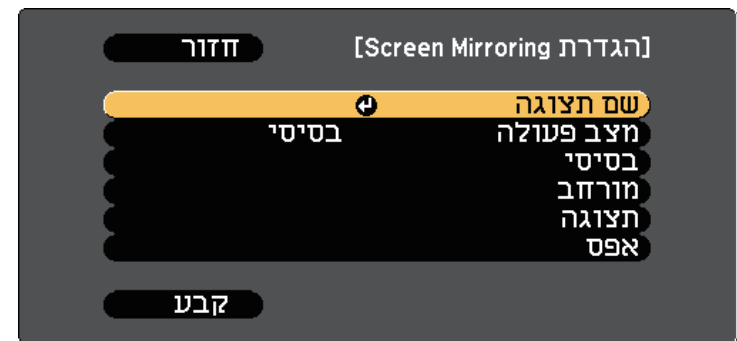 [הגדרת Screen Mirroring] חזור
שם תצוגה
מצב פעולה בסיסי
בסיסי
מורחב
תצוגה
אפס
קבע